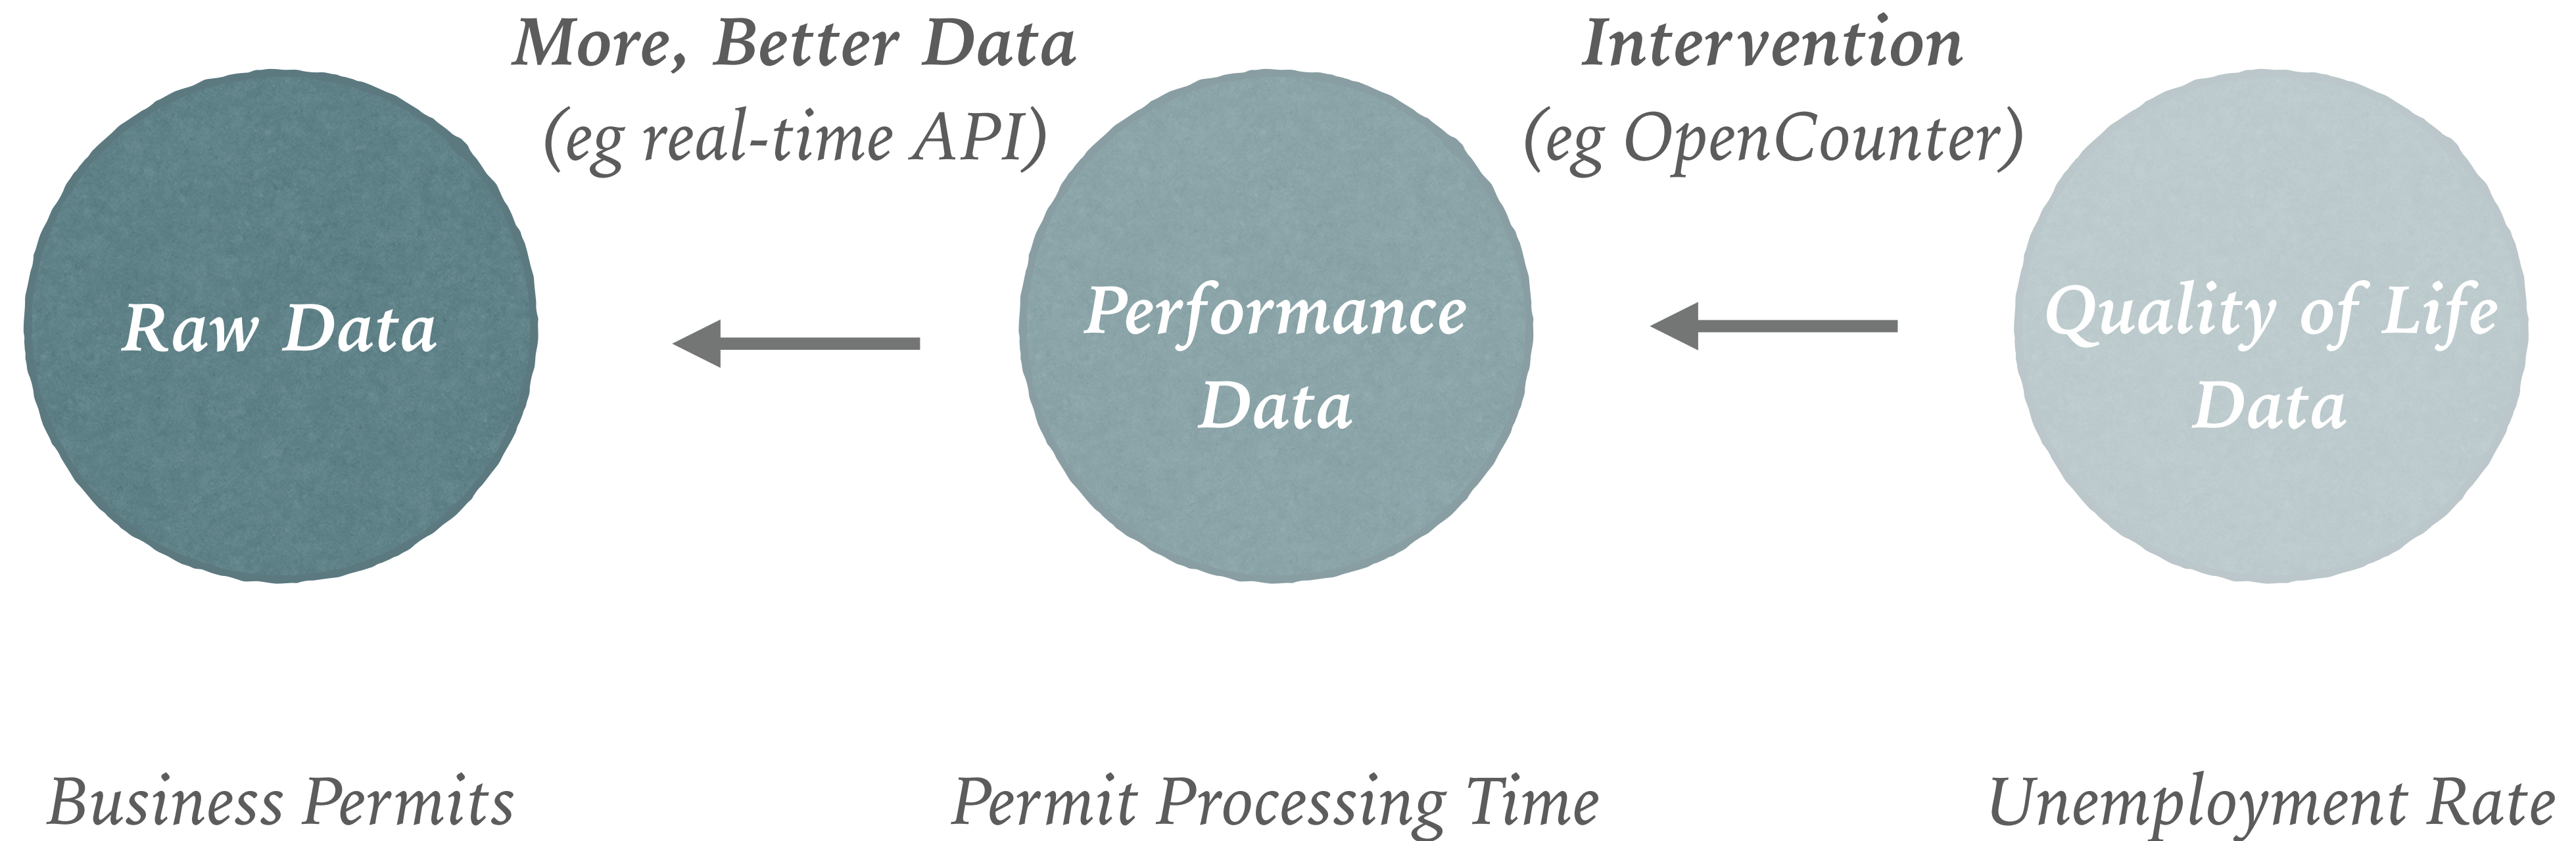 More, Better Data
(eg real-time API)
Intervention
(eg OpenCounter)
Raw Data
Performance
Data
Quality of Life
Data
Business Permits
Permit Processing Time
Unemployment Rate